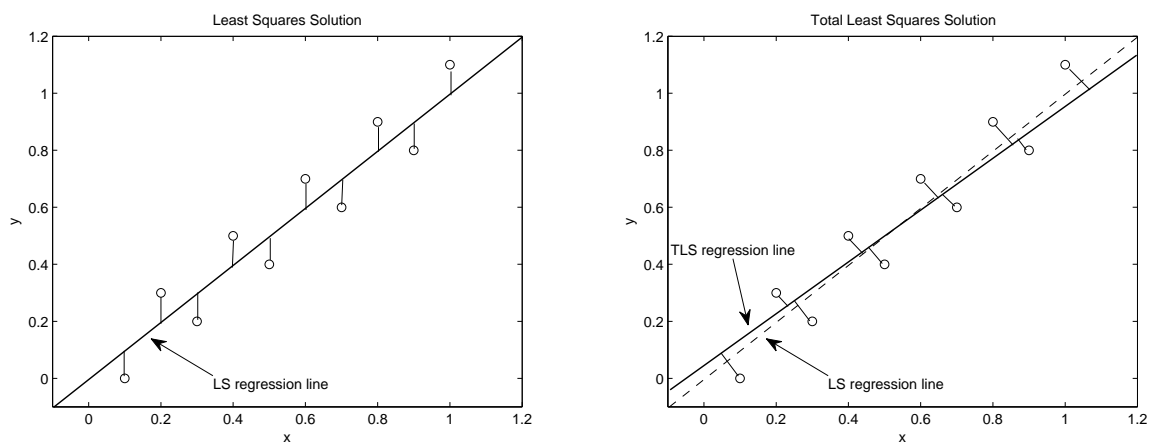 Least Squares Solution
1.2
1
0.8
0.6
0.4
0.2
0
y
LS regression line
0 0.2 0.4 0.6 0.8 1 1.2
x
Total Least Squares Solution
1.2
1
0.8
0.6
0.4
0.2
0
y
TLS regression line
LS regression line
0 0.2 0.4 0.6 0.8 1 1.2
x